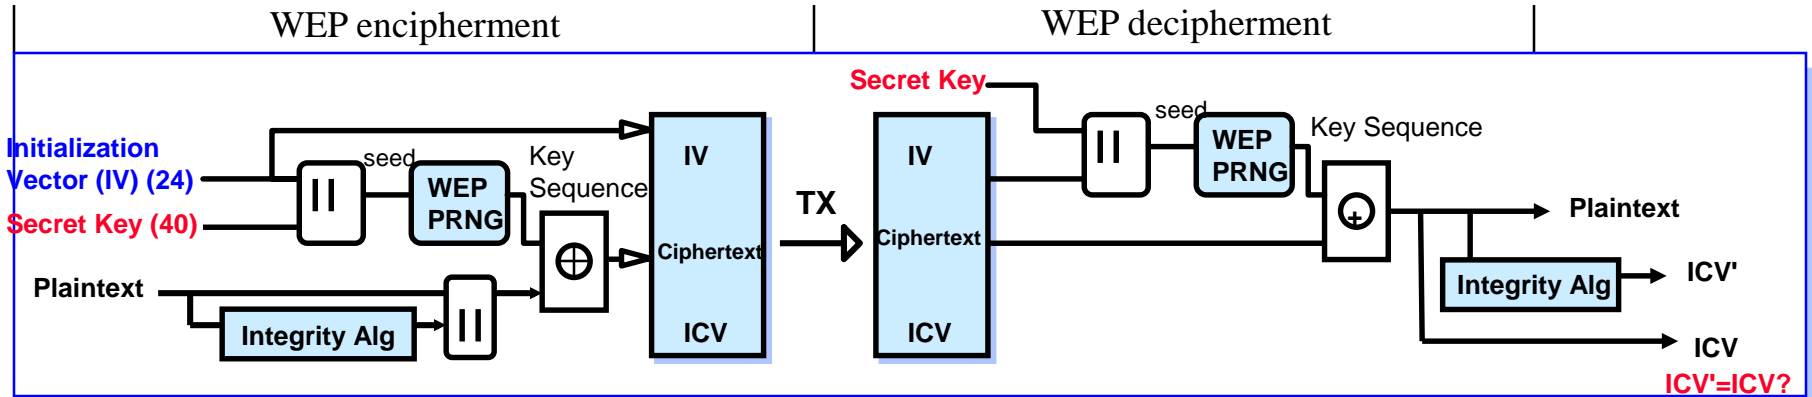 WEP encipherment
WEP decipherment
Initialization
Vector (IV) (24)
Secret Key (40)
Plaintext
||
seed
WEP
PRNG
Key
Sequence
Integrity Alg
||
IV
Ciphertext
ICV
TX
Secret Key
IV
Ciphertext
ICV
||
seed
WEP
PRNG
Key Sequence
Plaintext
Integrity Alg
ICV'
ICV
ICV'=ICV?